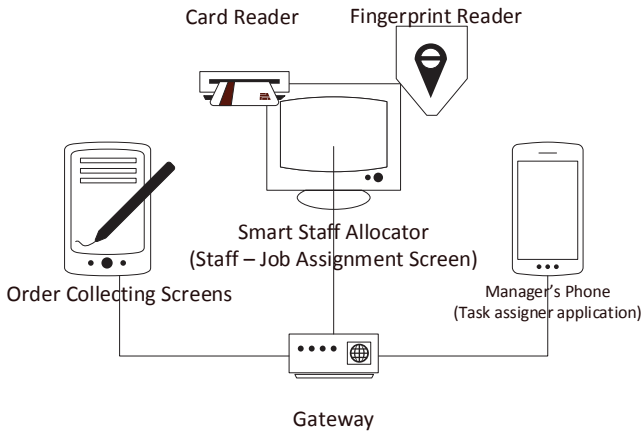 Card Reader
Fingerprint Reader
Smart Staff Allocator
(Staff – Job Assignment Screen)
Order Collecting Screens
Manager's Phone
(Task assigner application)
Gateway